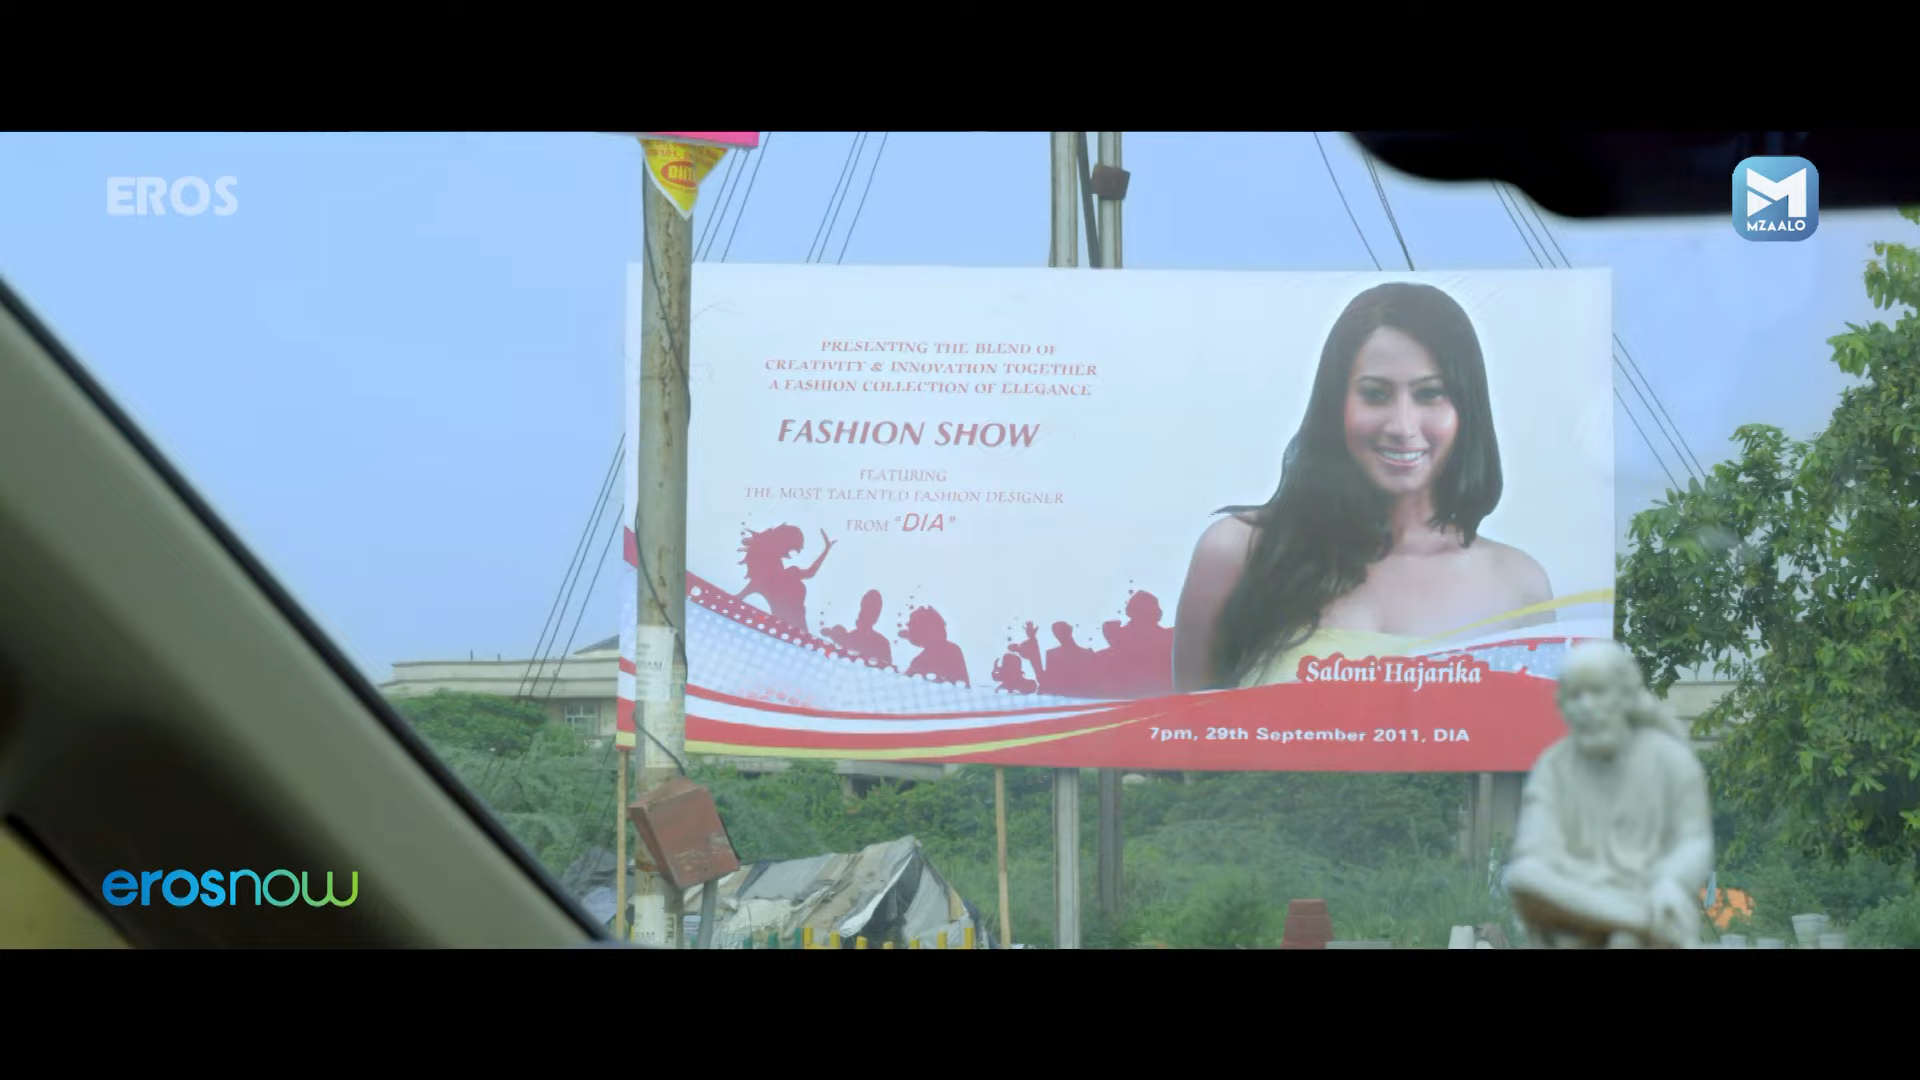 EROS
MZAALO
PRESENTING THE BLEND OF
CREATIVITY & INNOVATION TOGETHER
A FASHION COLLECTION OF ELEGANCE
FASHION SHOW
FEATURING
THE MOST TALENTED FASHION DESIGNER
FROM "DIA"
Saloni Hajarika
7pm, 29th September 2011, DIA
erosnow